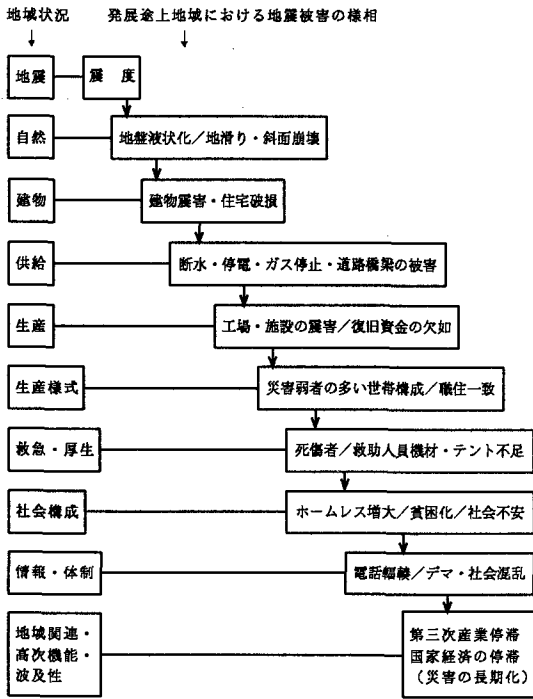 地域状況 発展途上地域における地震被害の様相
地震 震 度
自然 地盤液状化／地滑り・斜面崩壊
建物 建物震害・住宅破損
供給 断水・停電・ガス停止・道路橋梁の被害
生産 工場・施設の震害／復旧資金の欠如
生産様式 災害弱者の多い世帯構成／職住一致
救急・厚生 死傷者／救助人員機材・テント不足
社会構成 ホームレス増大／貧困化／社会不安
情報・体制 電話輻輳／デマ・社会混乱
地域関連・ 第三次産業停滞
高次機能・ 国家経済の停滞
波及性 （災害の長期化）